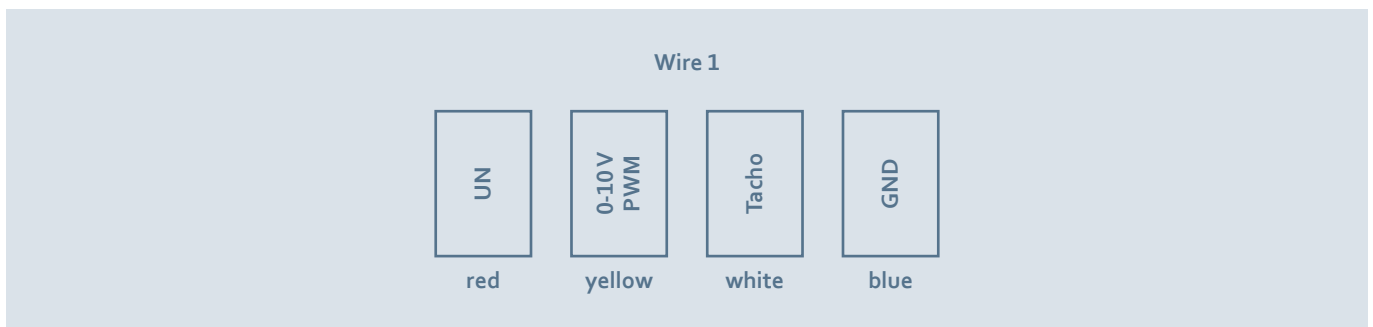 Wire 1
UN
0-10 V
PWM
Tacho
GND
red
yellow
white
blue